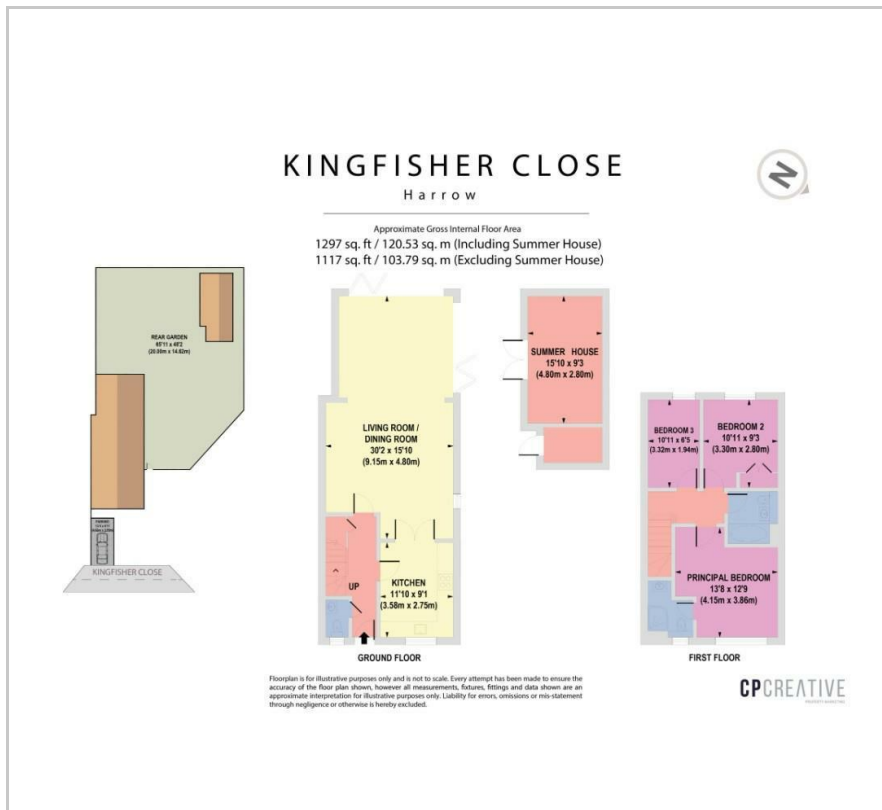 KINGFISHER CLOSE
Harrow
N
Approximate Gross Internal Floor Area
1297 sq. ft / 120.53 sq. m (Including Summer House)
1117 sq. ft / 103.79 sq. m (Excluding Summer House)
REAR GARDEN
(20.00m x 14.62m)
KINGFISHER CLOSE
LIVING ROOM /
DINING ROOM
30'2 x 15'10
(9.15m x 4.80m)
UP
KITCHEN
11'10 x 9'1
(3.58m x 2.75m)
GROUND FLOOR
SUMMER HOUSE
15'10 x 9'3
(4.80m x 2.80m)
BEDROOM 3
10'11 x 6'5
(3.32m x 1.94m)
BEDROOM 2
10'11 x 9'3
(3.30m x 2.80m)
PRINCIPAL BEDROOM
13'8 x 12'9
(4.15m x 3.86m)
FIRST FLOOR
Floorplan is for illustrative purposes only and is not to scale. Every attempt has been made to ensure the
accuracy of the floor plan shown, however all measurements, fixtures, fittings and data shown are an
approximate interpretation for illustrative purposes only. Liability for errors, omissions or mis-statement
through negligence or otherwise is hereby excluded.
CPCREATIVE
PROPERTY MARKETING